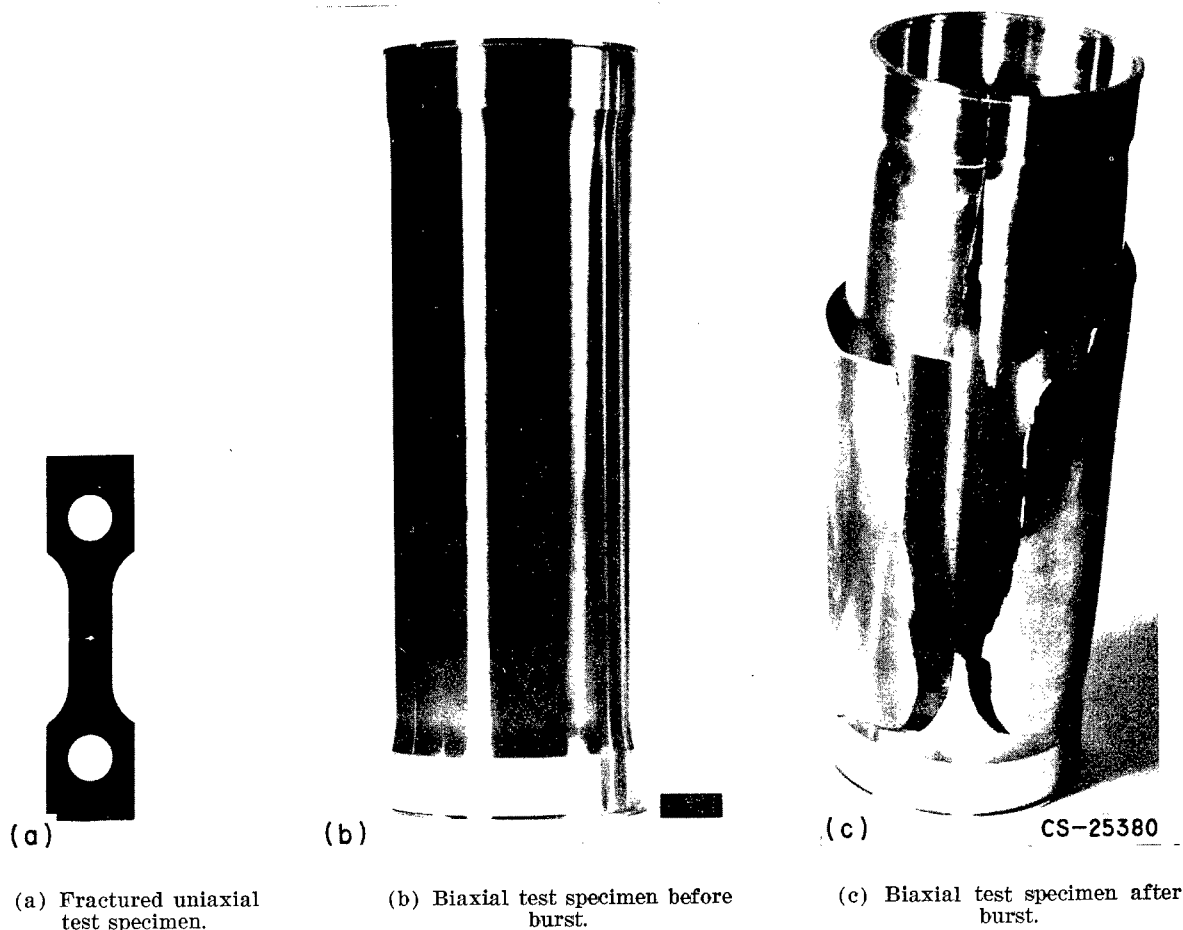 (a)
(b)
(c)
CS-25380
(a) Fractured uniaxial
test specimen.
(b) Biaxial test specimen before
burst.
(c) Biaxial test specimen after
burst.